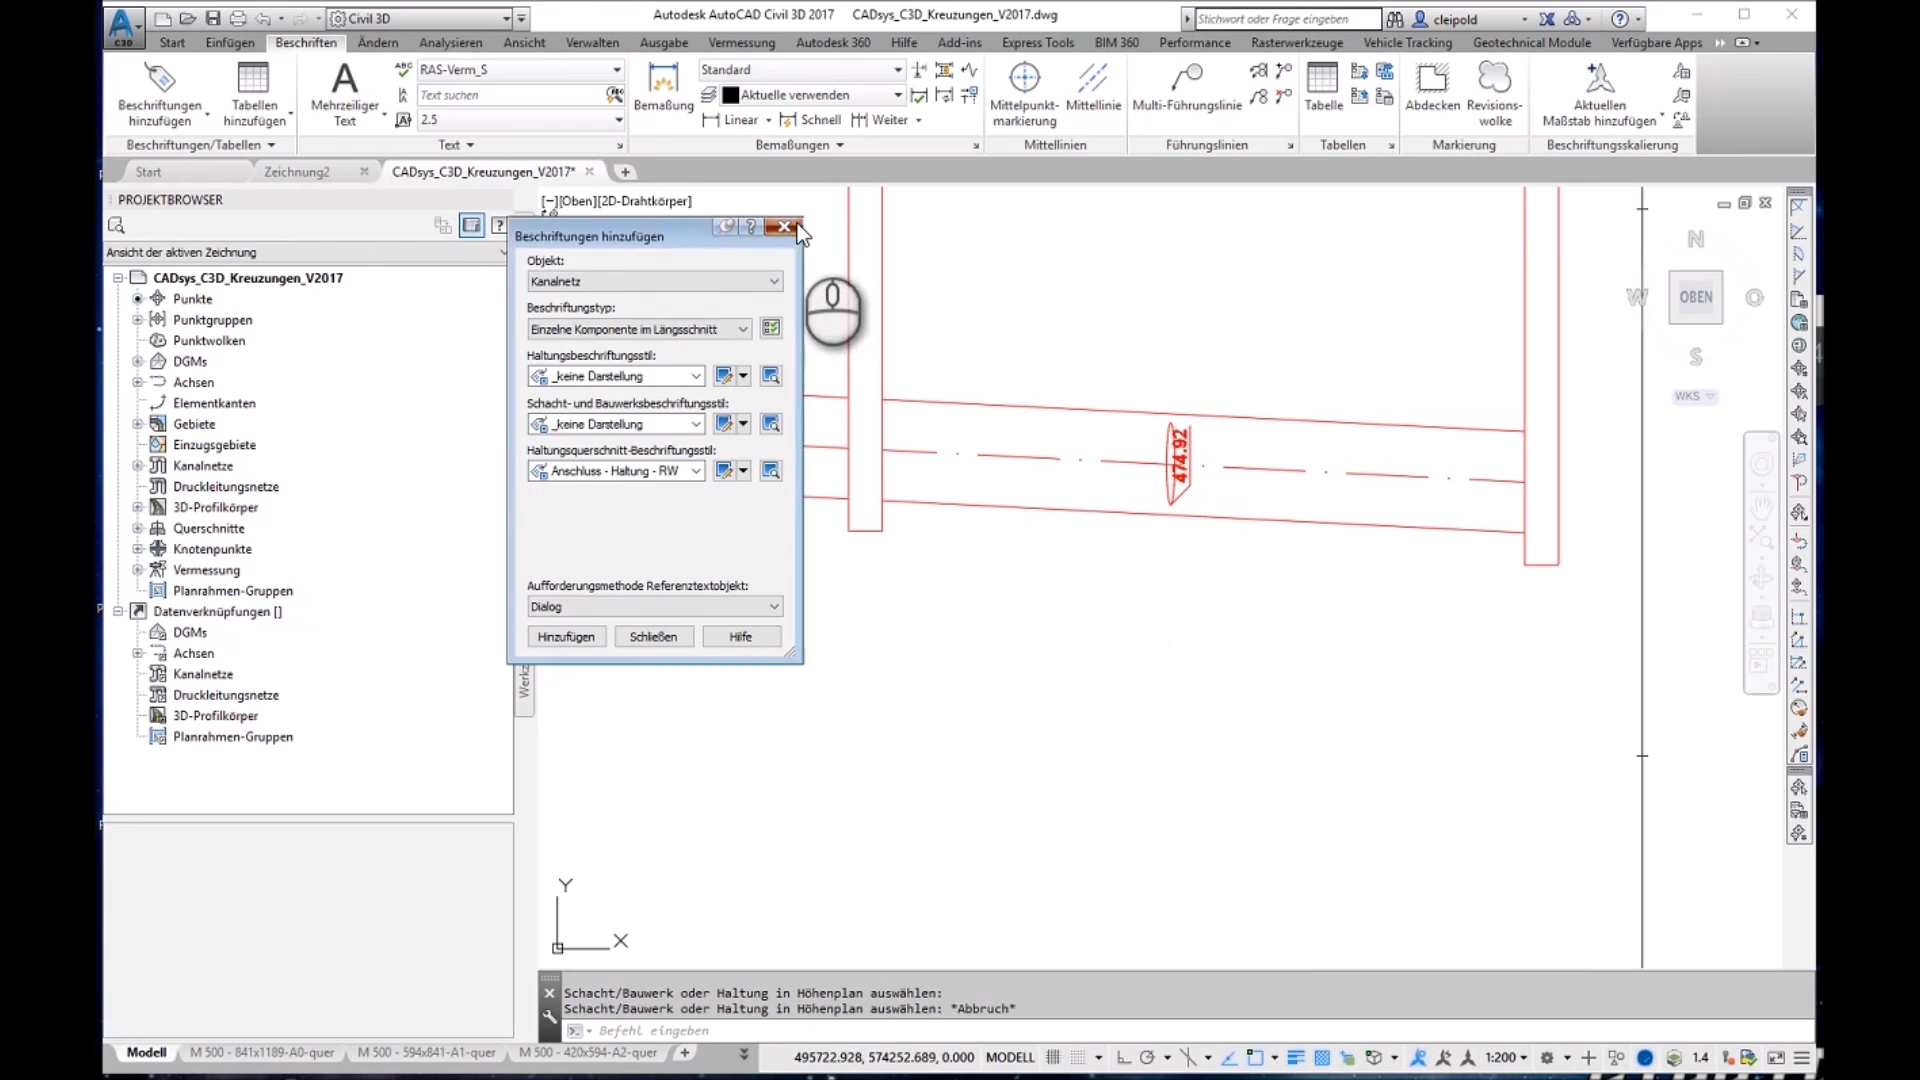 Civil 3D
Autodesk AutoCAD Civil 3D 2017 CADsys_C3D_Kreuzungen_V2017.dwg
Stichwort oder Frage eingeben
cleipold
C3D
Start Einfügen Beschriften Ändern Analysieren Ansicht Verwalten Ausgabe Vermessung Autodesk 360 Hilfe Add-ins Express Tools BIM 360 Performance Rasterwerkzeuge Vehicle Tracking Geotechnical Module Verfügbare Apps
Beschriftungen hinzufügen
Tabellen hinzufügen
Mehrzeiliger Text
ABC
RAS-Verm_S
Text suchen
2.5
Bemaßung
Standard
Aktuelle verwenden
Linear Schnell Weiter
Mittelpunkt-markierung
Mittellinie
Multi-Führungslinie
Tabelle
Abdecken
Revisions-wolke
Aktuellen Maßstab hinzufügen
Beschriftungen/Tabellen Text Bemaßungen Mittellinien Führungslinien Tabellen Markierung Beschriftungsskalierung
Start Zeichnung2 CADsys_C3D_Kreuzungen_V2017*
PROJEKTBROWSER
Ansicht der aktiven Zeichnung
CADsys_C3D_Kreuzungen_V2017
Punkte
Punktgruppen
Punktwolken
DGMs
Achsen
Elementkanten
Gebiete
Einzugsgebiete
Kanalnetze
Druckleitungsnetze
3D-Profilkörper
Querschnitte
Knotenpunkte
Vermessung
Planrahmen-Gruppen
Datenverknüpfungen []
DGMs
Achsen
Kanalnetze
Druckleitungsnetze
3D-Profilkörper
Planrahmen-Gruppen
[−][Oben][2D-Drahtkörper]
Beschriftungen hinzufügen
Objekt:
Kanalnetz
Beschriftungstyp:
Einzelne Komponente im Längsschnitt
Haltungsbeschriftungsstil:
_keine Darstellung
Schacht- und Bauwerksbeschriftungsstil:
_keine Darstellung
Haltungsquerschnitt-Beschriftungsstil:
Anschluss - Haltung - RW
Aufforderungsmethode Referenztextobjekt:
Dialog
Hinzufügen Schließen Hilfe
474.92
N
W OBEN O
S
WKS
Y
X
Schacht/Bauwerk oder Haltung in Höhenplan auswählen:
Schacht/Bauwerk oder Haltung in Höhenplan auswählen: *Abbruch*
Befehl eingeben
Modell M 500 - 841x1189-A0-quer M 500 - 594x841-A1-quer M 500 - 420x594-A2-quer
495722.928, 574252.689, 0.000 MODELL 1:200 1.4